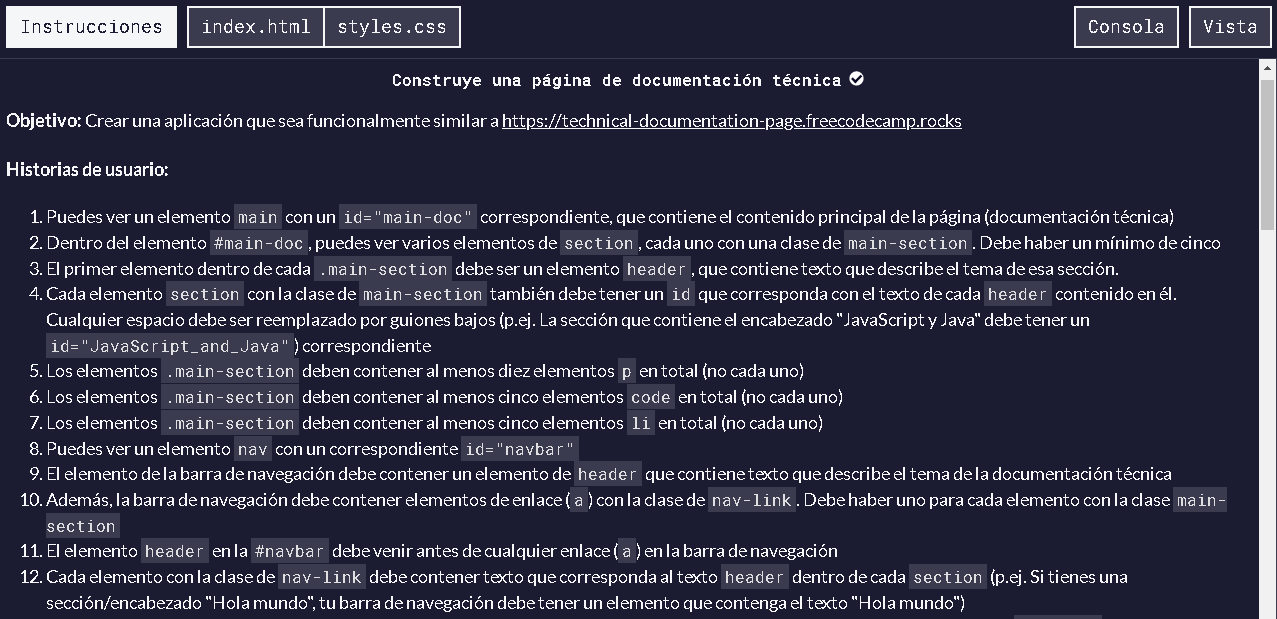 Instrucciones index.html styles.css Consola Vista
Construye una página de documentación técnica
Objetivo: Crear una aplicación que sea funcionalmente similar a https://technical-documentation-page.freecodecamp.rocks
Historias de usuario:
1. Puedes ver un elemento main con un id="main-doc" correspondiente, que contiene el contenido principal de la página (documentación técnica)
2. Dentro del elemento #main-doc, puedes ver varios elementos de section, cada uno con una clase de main-section. Debe haber un mínimo de cinco
3. El primer elemento dentro de cada .main-section debe ser un elemento header, que contiene texto que describe el tema de esa sección.
4. Cada elemento section con la clase de main-section también debe tener un id que corresponda con el texto de cada header contenido en él.
Cualquier espacio debe ser reemplazado por guiones bajos (p.ej. La sección que contiene el encabezado "JavaScript y Java" debe tener un
id="JavaScript_and_Java") correspondiente
5. Los elementos .main-section deben contener al menos diez elementos p en total (no cada uno)
6. Los elementos .main-section deben contener al menos cinco elementos code en total (no cada uno)
7. Los elementos .main-section deben contener al menos cinco elementos li en total (no cada uno)
8. Puedes ver un elemento nav con un correspondiente id="navbar"
9. El elemento de la barra de navegación debe contener un elemento de header que contiene texto que describe el tema de la documentación técnica
10. Además, la barra de navegación debe contener elementos de enlace (a) con la clase de nav-link. Debe haber uno para cada elemento con la clase main-
section
11. El elemento header en la #navbar debe venir antes de cualquier enlace (a) en la barra de navegación
12. Cada elemento con la clase de nav-link debe contener texto que corresponda al texto header dentro de cada section (p.ej. Si tienes una
sección/encabezado "Hola mundo", tu barra de navegación debe tener un elemento que contenga el texto "Hola mundo")